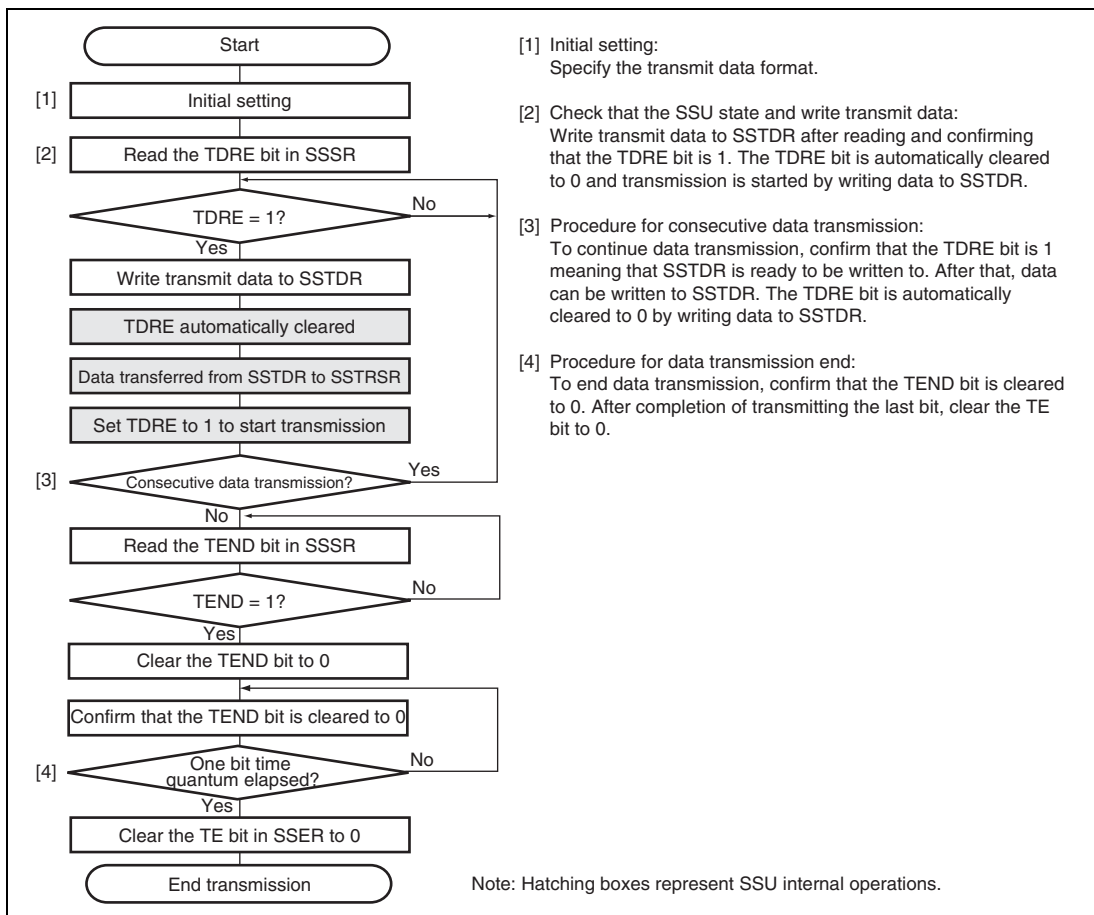 Start
[1] Initial setting
[2] Read the TDRE bit in SSSR
TDRE = 1?
No
Yes
Write transmit data to SSTDR
TDRE automatically cleared
Data transferred from SSTDR to SSTRSR
Set TDRE to 1 to start transmission
[3] Consecutive data transmission?
Yes
No
Read the TEND bit in SSSR
TEND = 1?
No
Yes
Clear the TEND bit to 0
Confirm that the TEND bit is cleared to 0
[4] One bit time
quantum elapsed?
No
Yes
Clear the TE bit in SSER to 0
End transmission
[1] Initial setting:
Specify the transmit data format.
[2] Check that the SSU state and write transmit data:
Write transmit data to SSTDR after reading and confirming
that the TDRE bit is 1. The TDRE bit is automatically cleared
to 0 and transmission is started by writing data to SSTDR.
[3] Procedure for consecutive data transmission:
To continue data transmission, confirm that the TDRE bit is 1
meaning that SSTDR is ready to be written to. After that, data
can be written to SSTDR. The TDRE bit is automatically
cleared to 0 by writing data to SSTDR.
[4] Procedure for data transmission end:
To end data transmission, confirm that the TEND bit is cleared
to 0. After completion of transmitting the last bit, clear the TE
bit to 0.
Note: Hatching boxes represent SSU internal operations.